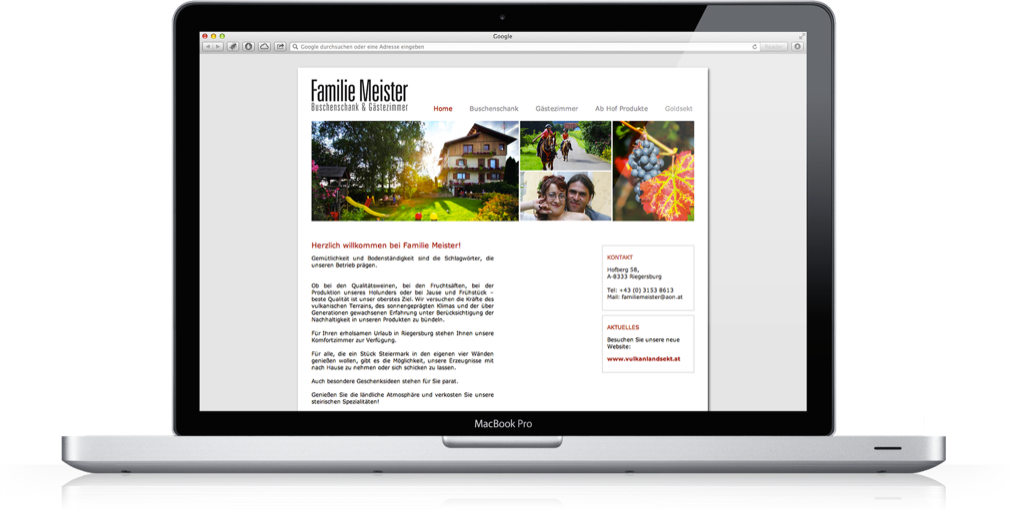 Google
Google durchsuchen oder eine Adresse eingeben
Familie Meister
Buschenschank & Gästezimmer
Home Buschenschank Gästezimmer Ab Hof Produkte Goldsekt
Herzlich willkommen bei Familie Meister!
Gemütlichkeit und Bodenständigkeit sind die Schlagwörter, die
unseren Betrieb prägen.
Ob bei den Qualitätsweinen, bei den Fruchtsäften, bei der
Produktion unseres Holunders oder bei Jause und Frühstück –
beste Qualität ist unser oberstes Ziel. Wir versuchen die Kräfte des
vulkanischen Terrains, des sonnengeprägten Klimas und der über
Generationen gewachsenen Erfahrung unter Berücksichtigung der
Nachhaltigkeit in unseren Produkten zu bündeln.
Für Ihren erholsamen Urlaub in Riegersburg stehen Ihnen unsere
Komfortzimmer zur Verfügung.
Für alle, die ein Stück Steiermark in den eigenen vier Wänden
genießen wollen, gibt es die Möglichkeit, unsere Erzeugnisse mit
nach Hause zu nehmen oder sich schicken zu lassen.
Auch besondere Geschenksideen stehen für Sie parat.
Genießen Sie die ländliche Atmosphäre und verkosten Sie unsere
steirischen Spezialitäten!
KONTAKT
Hofberg 58,
A-8333 Riegersburg
Tel: +43 (0) 3153 8613
Mail: familiemeister@aon.at
AKTUELLES
Besuchen Sie unsere neue
Website:
www.vulkanlandsekt.at
MacBook Pro